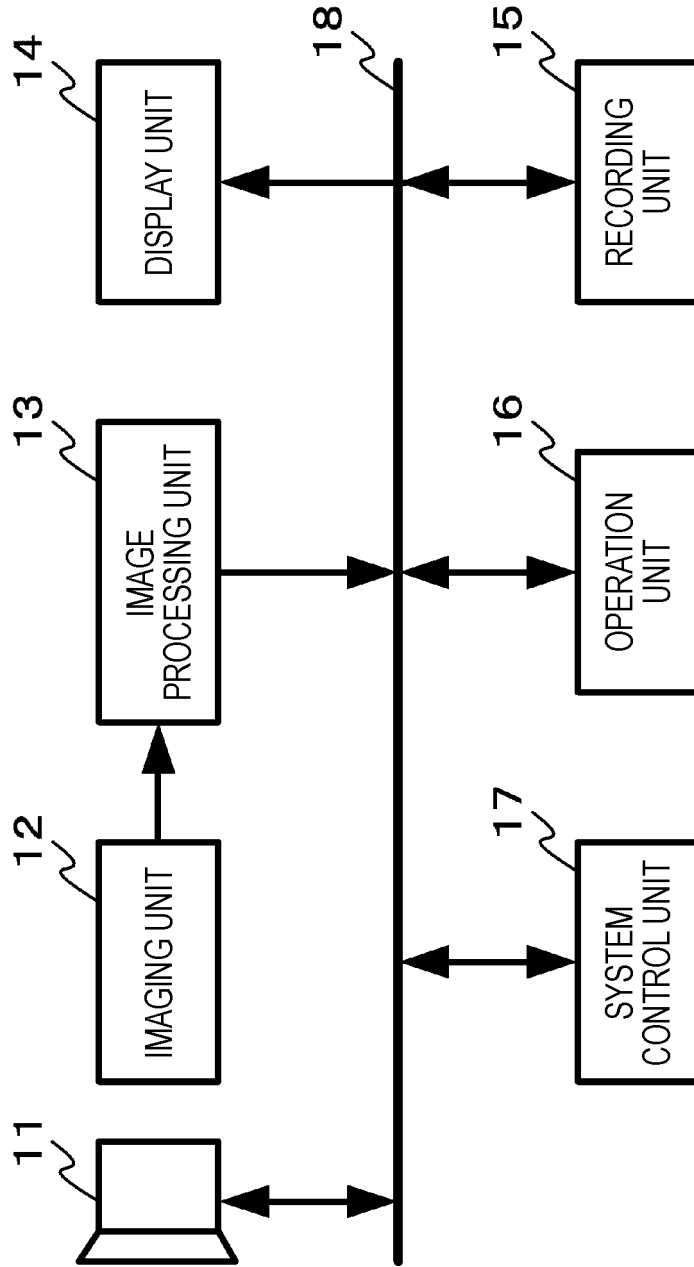 11
12
IMAGING UNIT
13
IMAGE
PROCESSING UNIT
14
DISPLAY UNIT
18
17
SYSTEM
CONTROL UNIT
16
OPERATION
UNIT
15
RECORDING
UNIT